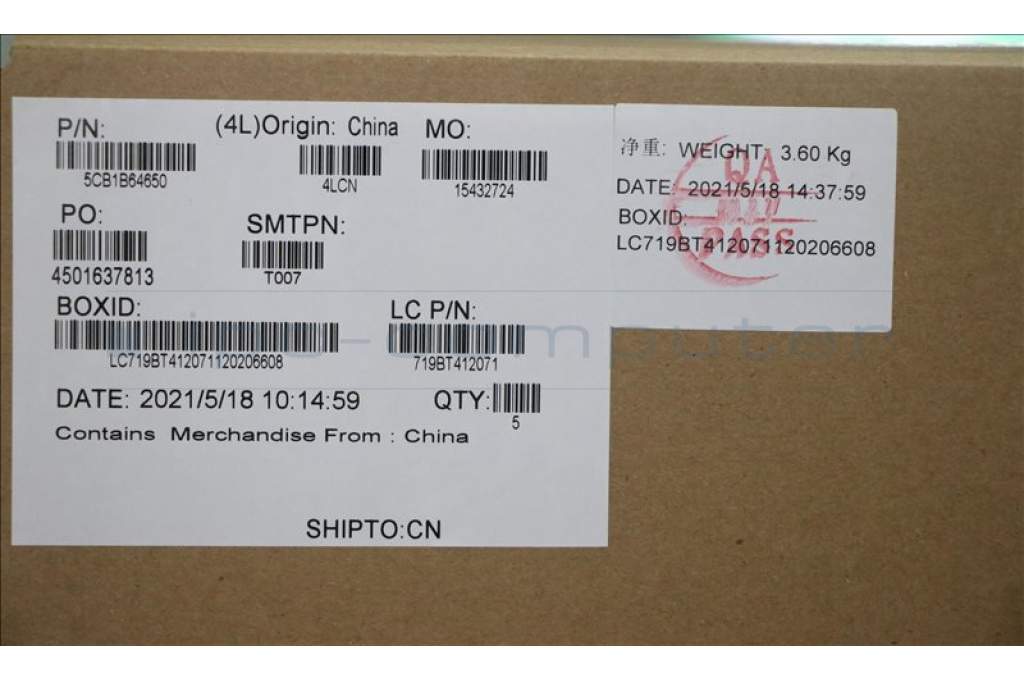 P/N: (4L)Origin: China MO:
5CB1B64650 4LCN 15432724
PO: SMTPN:
4501637813 T007
BOXID: LC P/N:
LC719BT412071120206608 719BT412071
DATE: 2021/5/18 10:14:59 QTY:
5
Contains Merchandise From : China
SHIPTO:CN
净重: WEIGHT: 3.60 Kg
DATE: 2021/5/18 14:37:59
BOXID:
LC719BT412071120206608
QA
PASS